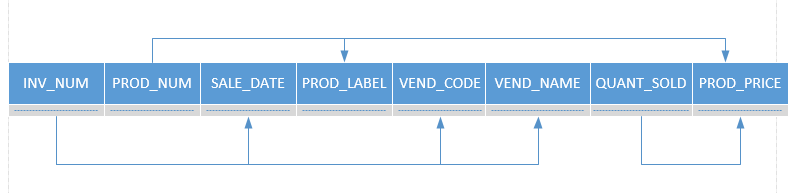 INV_NUM PROD_NUM SALE_DATE PROD_LABEL VEND_CODE VEND_NAME QUANT_SOLD PROD_PRICE